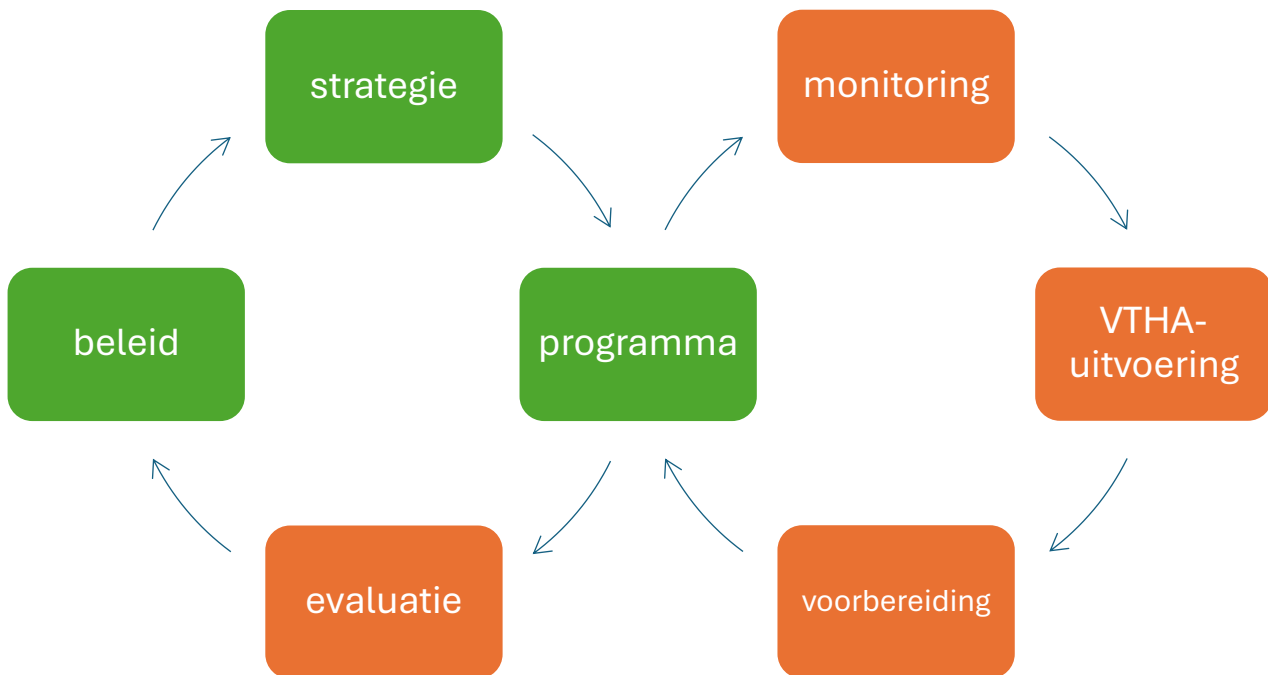 strategie
monitoring
beleid
programma
VTHA-
uitvoering
evaluatie
voorbereiding